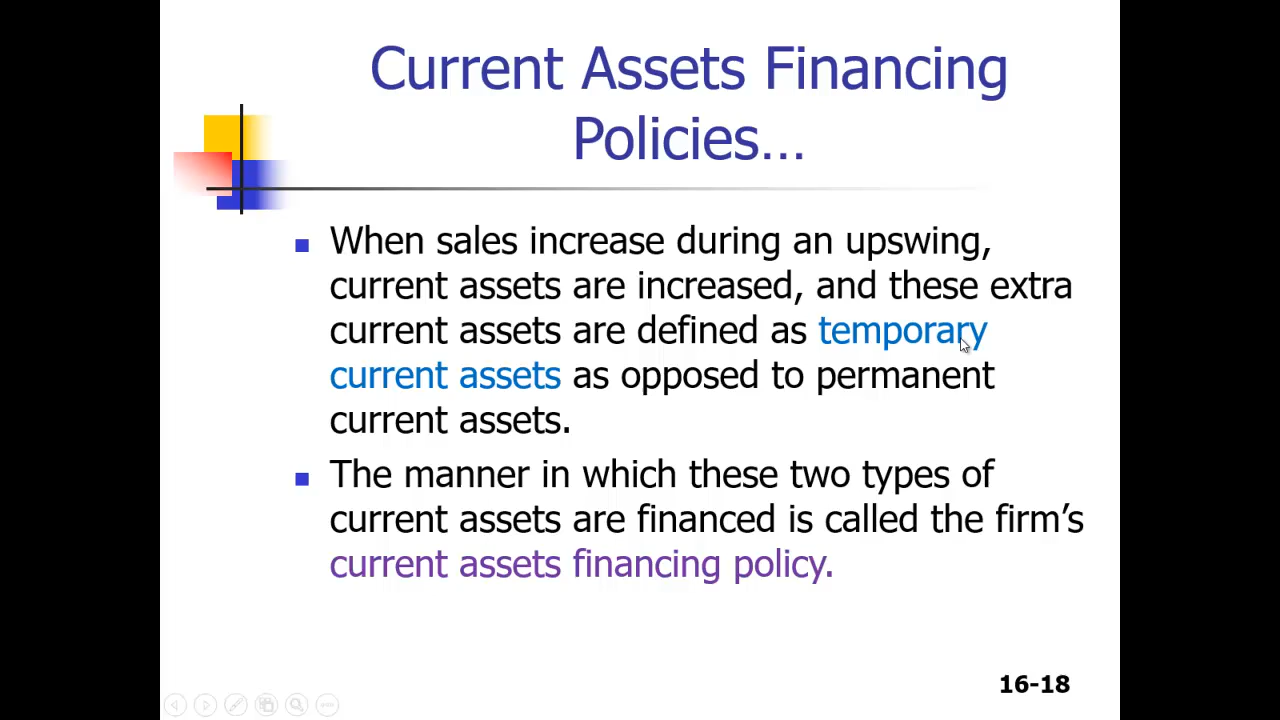 Current Assets Financing
Policies…
When sales increase during an upswing,
current assets are increased, and these extra
current assets are defined as temporary
current assets as opposed to permanent
current assets.
The manner in which these two types of
current assets are financed is called the firm’s
current assets financing policy.
16-18